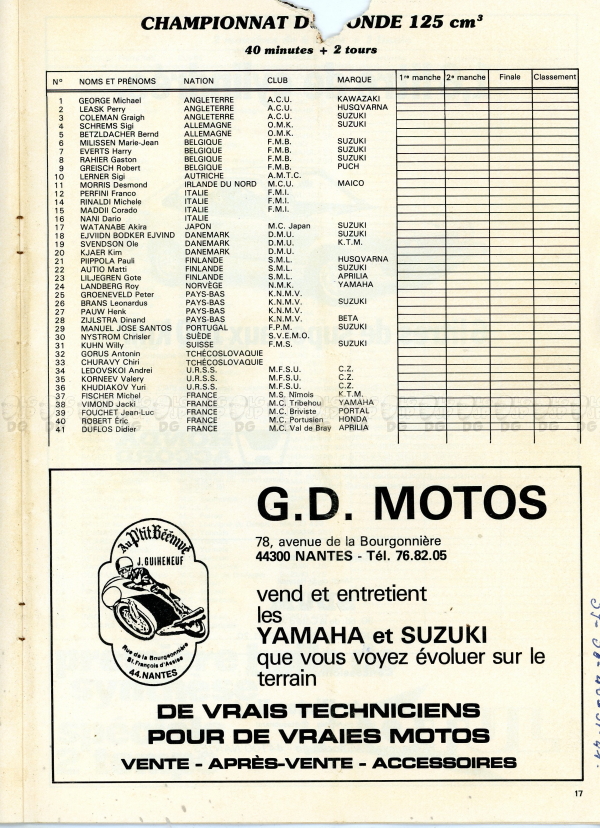 CHAMPIONNAT D ONDE 125 cm³
40 minutes + 2 tours
N° NOMS ET PRÉNOMS NATION CLUB MARQUE 1re manche 2e manche Finale Classement
1 GEORGE Michael ANGLETERRE A.C.U. KAWAZAKI
2 LEASK Perry ANGLETERRE A.C.U. HUSQVARNA
3 COLEMAN Graigh ANGLETERRE A.C.U. SUZUKI
4 SCHREMS Sigi ALLEMAGNE O.M.K. SUZUKI
5 BETZLDACHER Bernd ALLEMAGNE O.M.K.
6 MILISSEN Marie-Jean BELGIQUE F.M.B. SUZUKI
7 EVERTS Harry BELGIQUE F.M.B. SUZUKI
8 RAHIER Gaston BELGIQUE F.M.B. SUZUKI
9 GREISCH Robert BELGIQUE F.M.B. PUCH
10 LERNER Sigi AUTRICHE A.M.T.C.
11 MORRIS Desmond IRLANDE DU NORD M.C.U. MAICO
12 PERFINI Franco ITALIE F.M.I.
14 RINALDI Michele ITALIE F.M.I.
15 MADDII Corado ITALIE F.M.I.
16 NANI Dario ITALIE
17 WATANABE Akira JAPON M.C. Japan SUZUKI
18 EJVIIDN BODKER EJVIND DANEMARK D.M.U. SUZUKI
19 SVENDSON Ole DANEMARK D.M.U. K.T.M.
20 KJAER Kim DANEMARK D.M.U.
21 PIIPPOLA Pauli FINLANDE S.M.L. HUSQVARNA
22 AUTIO Matti FINLANDE S.M.L. SUZUKI
23 LILJEGREN Gote FINLANDE S.M.L. APRILIA
24 LANDBERG Roy NORVÈGE N.M.K. YAMAHA
25 GROENEVELD Peter PAYS-BAS K.N.M.V.
26 BRANS Leonardus PAYS-BAS K.N.M.V. SUZUKI
27 PAUW Henk PAYS-BAS K.N.M.V.
28 ZIJLSTRA Dinand PAYS-BAS K.N.M.V. BETA
29 MANUEL JOSE SANTOS PORTUGAL F.P.M. SUZUKI
30 NYSTROM Chrisler SUÈDE S.V.E.M.O.
31 KUHN Willy SUISSE F.M.S. SUZUKI
32 GORUS Antonin TCHÉCOSLOVAQUIE
33 CHURAVY Chiri TCHÉCOSLOVAQUIE
34 LEDOVSKOI Andrei U.R.S.S. M.F.S.U. C.Z.
35 KORNEEV Valery U.R.S.S. M.F.S.U. C.Z.
36 KHUDIAKOV Yuri U.R.S.S. M.F.S.U. C.Z.
37 FISCHER Michel FRANCE M.S. Nîmois K.T.M.
38 VIMOND Jacki FRANCE M.C. Tribehou YAMAHA
39 FOUCHET Jean-Luc FRANCE M.C. Briviste PORTAL
40 ROBERT Éric FRANCE M.C. Portusien HONDA
41 DUFLOS Didier FRANCE M.C. Val de Bray APRILIA
Au P'tit Bééinvé
J. GUIHENEUF
Rue de la Bourgeonnière
St. François d'Assise
44. NANTES
G.D. MOTOS
78, avenue de la Bourgonnière
44300 NANTES - Tél. 76.82.05
vend et entretient
les
YAMAHA et SUZUKI
que vous voyez évoluer sur le
terrain
DE VRAIS TECHNICIENS
POUR DE VRAIES MOTOS
VENTE - APRÈS-VENTE - ACCESSOIRES
17